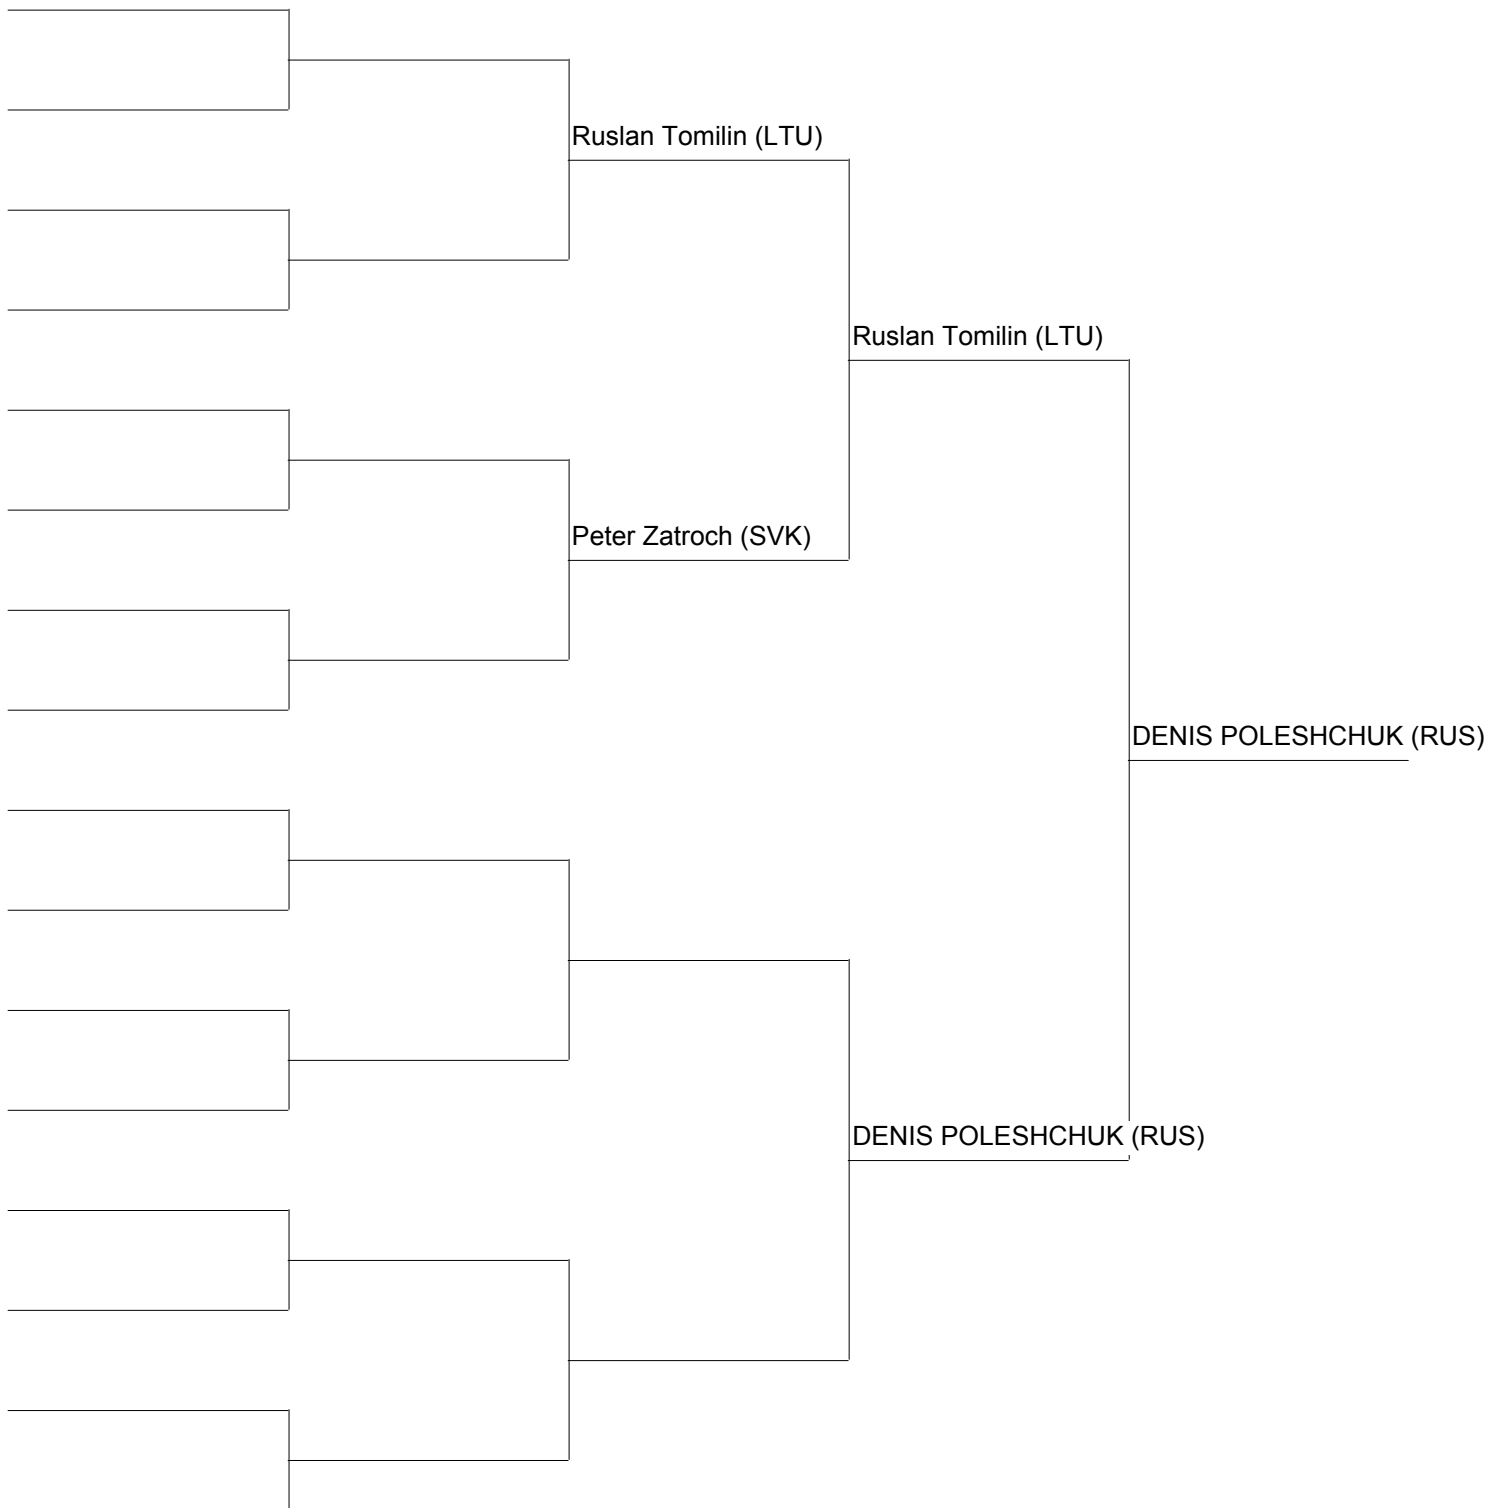 Ruslan Tomilin (LTU)
Ruslan Tomilin (LTU)
Peter Zatroch (SVK)
DENIS POLESHCHUK (RUS)
DENIS POLESHCHUK (RUS)